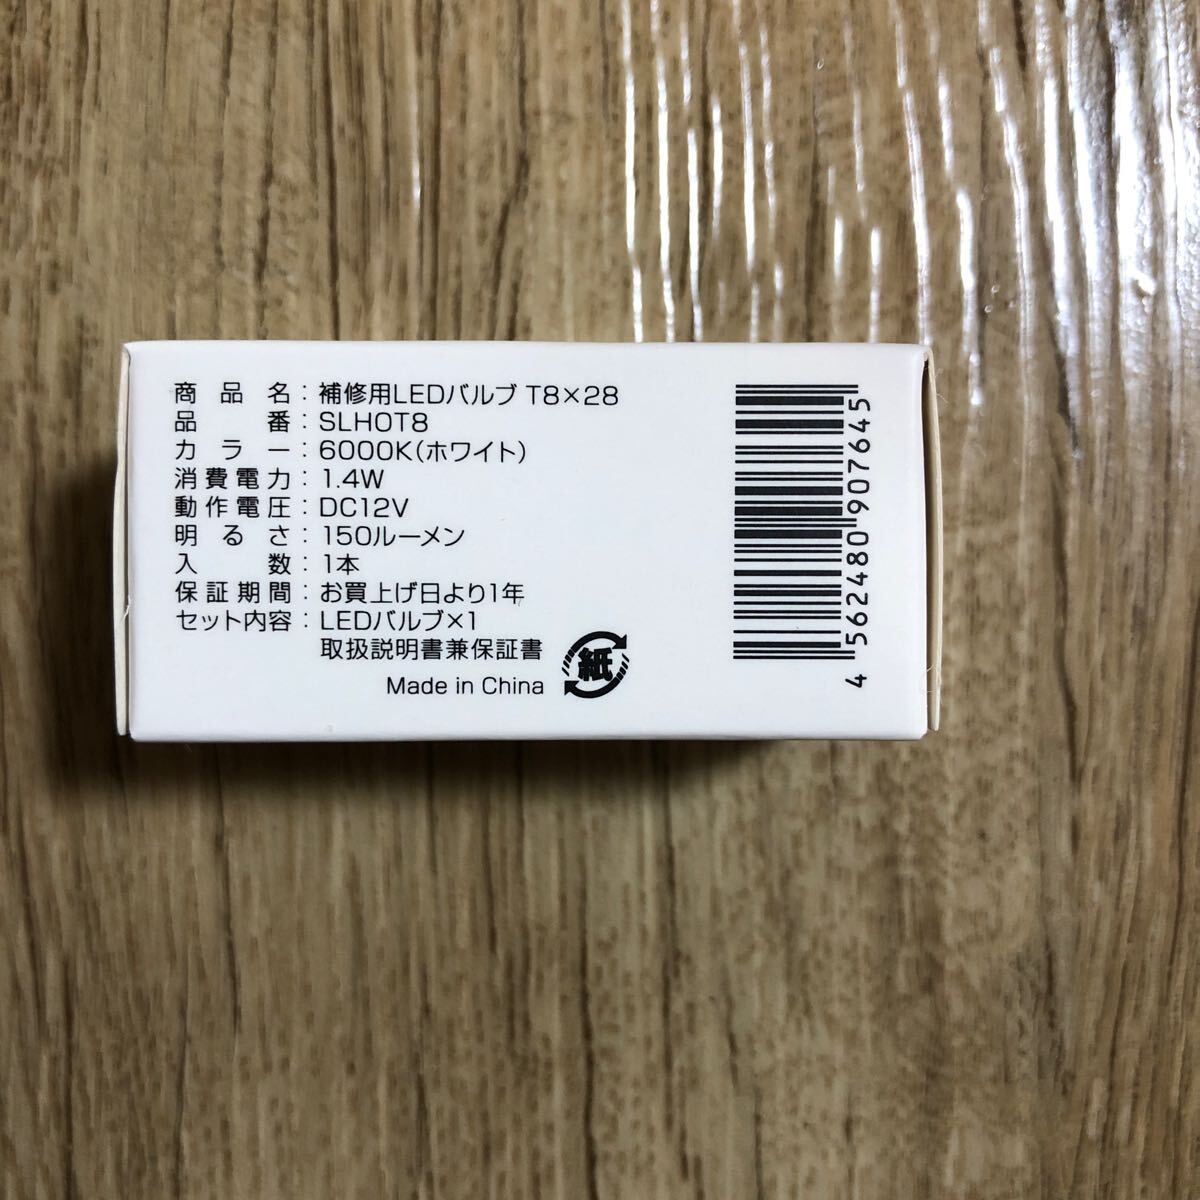 商品名：補修用LEDバルブ T8×28
品番：SLHOT8
カラー：6000K(ホワイト)
消費電力：1.4W
動作電圧：DC12V
明るさ：150ルーメン
入数：1本
保証期間：お買上げ日より1年
セット内容：LEDバルブ×1
取扱説明書兼保証書
Made in China
紙
4 562480 907645